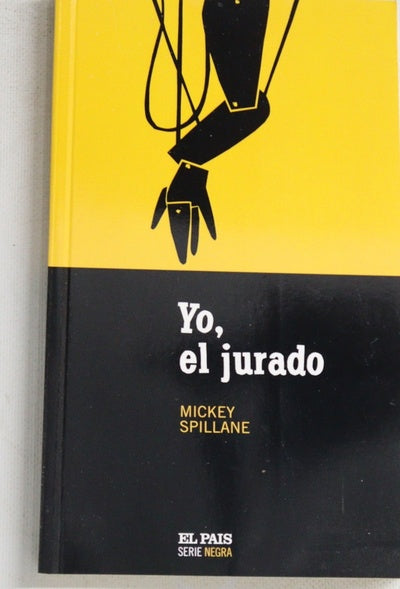 Yo,
el jurado
MICKEY
SPILLANE
EL PAIS
SERIE NEGRA